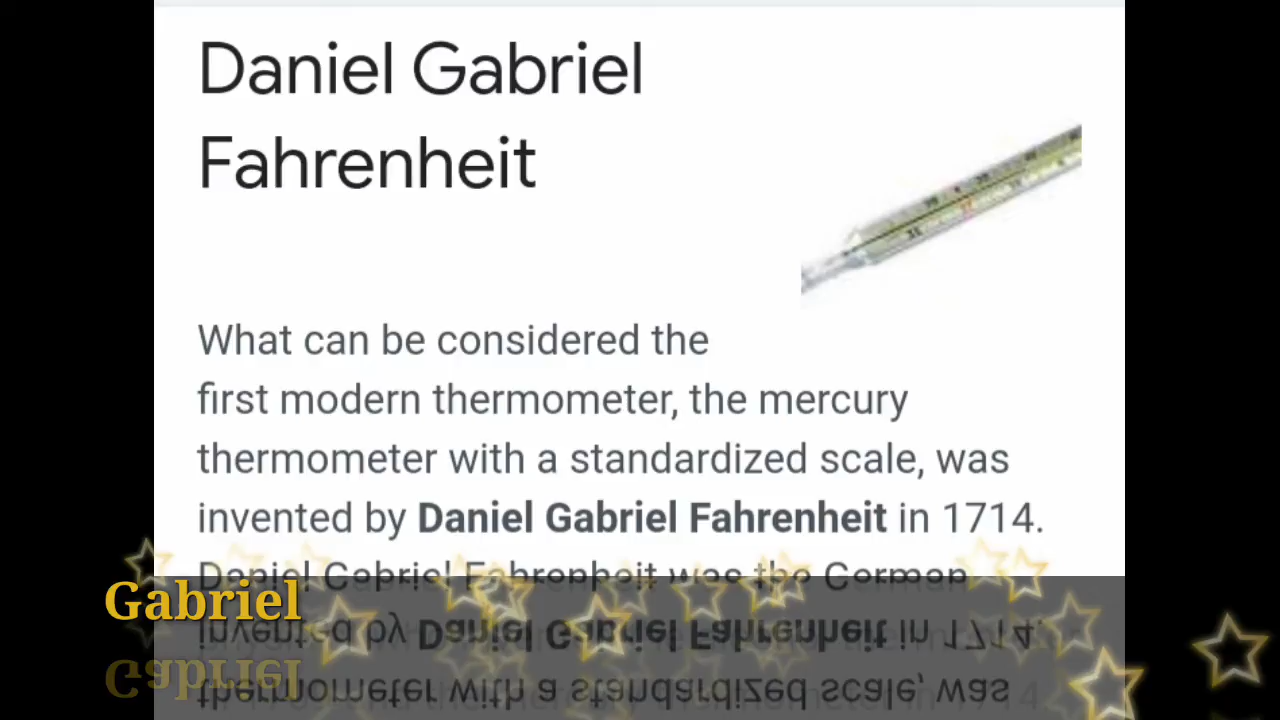 Daniel Gabriel
Fahrenheit
What can be considered the
first modern thermometer, the mercury
thermometer with a standardized scale, was
invented by Daniel Gabriel Fahrenheit in 1714.
Daniel Gabriel Fahrenheit was the German
Gabriel